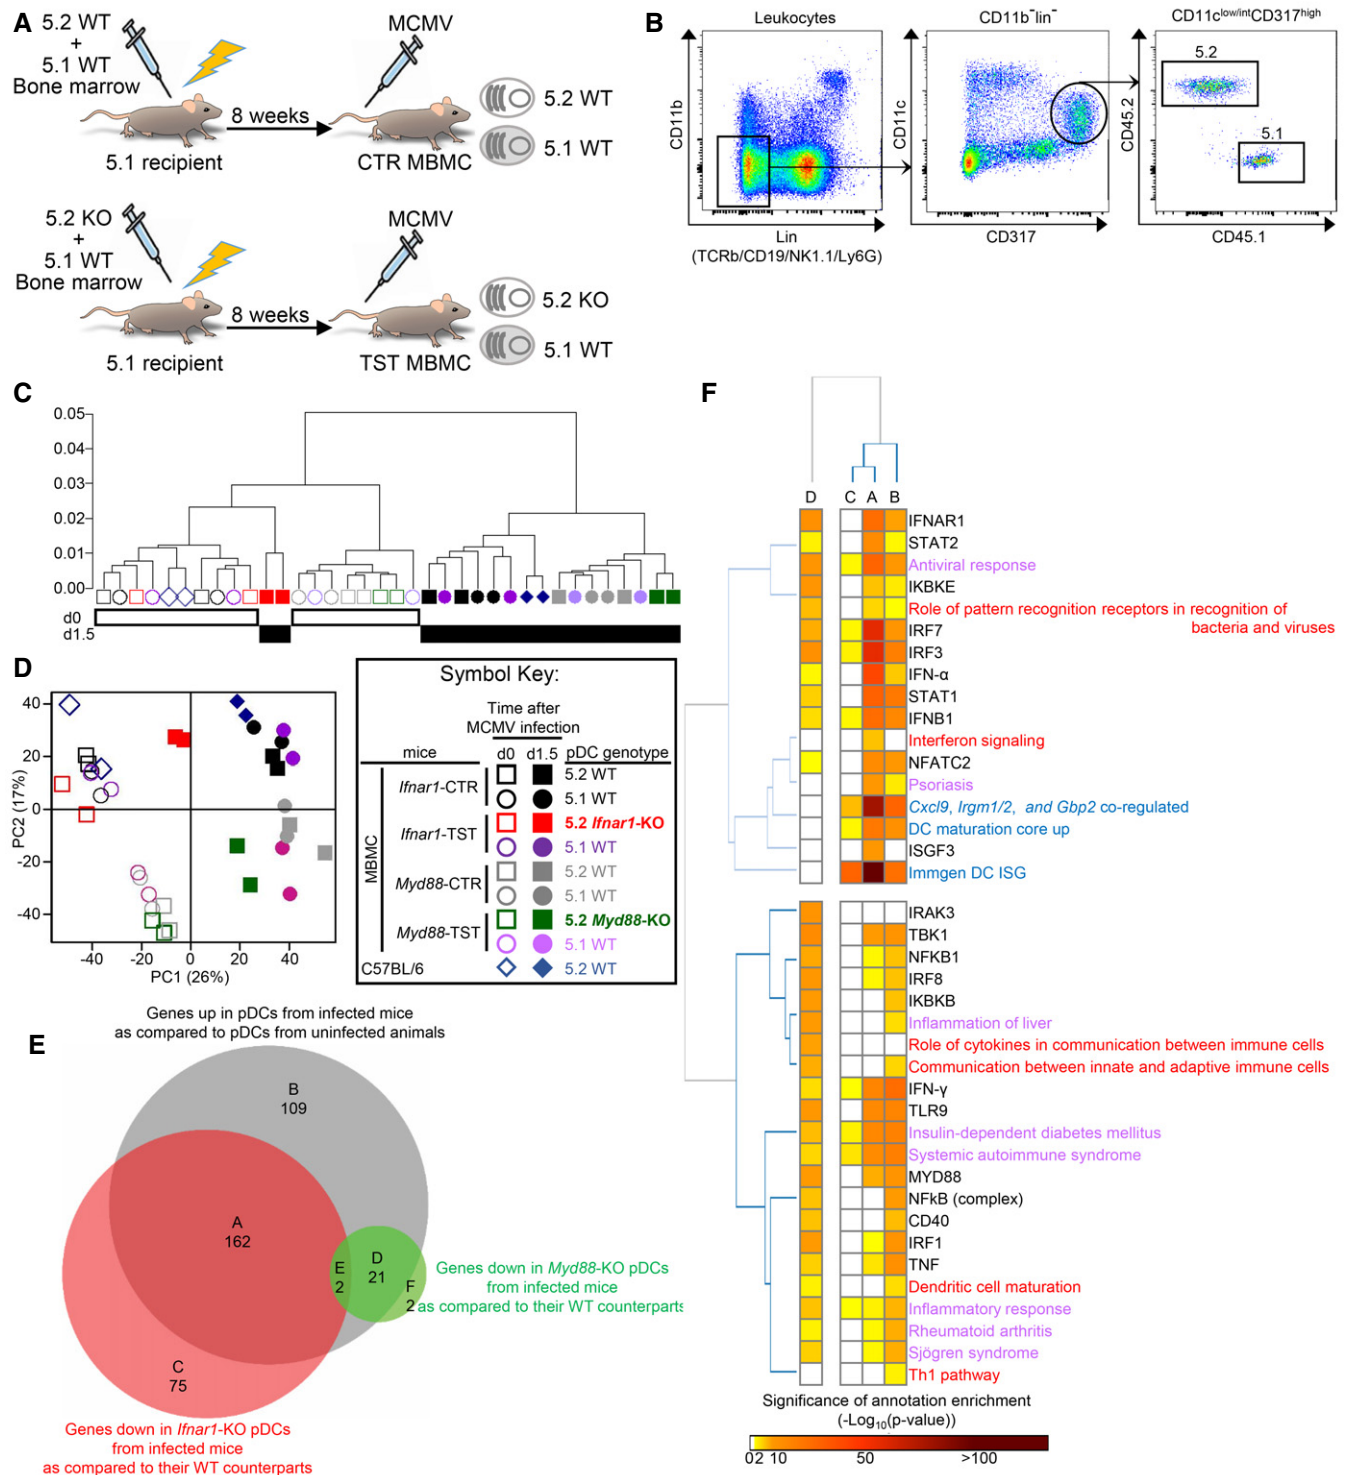 A
5.2 WT
+
5.1 WT
Bone marrow
MCMV
8 weeks
5.1 recipient
CTR MBMC
5.2 WT
5.1 WT
5.2 KO
+
5.1 WT
Bone marrow
MCMV
8 weeks
5.1 recipient
TST MBMC
5.2 KO
5.1 WT
B
Leukocytes
CD11b
Lin
(TCRb/CD19/NK1.1/Ly6G)
CD11b⁻lin⁻
CD11c
CD317
CD11c^low/int CD317^high
5.2
5.1
CD45.2
CD45.1
C
0.05
0.04
0.03
0.02
0.01
0.00
d0
d1.5
D
40
20
0
-20
-40
PC2 (17%)
-40 -20 0 20 40
PC1 (26%)
Symbol Key:
Time after
MCMV infection
mice d0 d1.5 pDC genotype
MBMC
Ifnar1-CTR
5.2 WT
5.1 WT
Ifnar1-TST
5.2 Ifnar1-KO
5.1 WT
Myd88-CTR
5.2 WT
5.1 WT
Myd88-TST
5.2 Myd88-KO
5.1 WT
C57BL/6 5.2 WT
E
Genes up in pDCs from infected mice
as compared to pDCs from uninfected animals
B
109
A
162
E
2
D
21
F
2
C
75
Genes down in Myd88-KO pDCs
from infected mice
as compared to their WT counterparts
Genes down in Ifnar1-KO pDCs
from infected mice
as compared to their WT counterparts
F
D C A B
IFNAR1
STAT2
Antiviral response
IKBKE
Role of pattern recognition receptors in recognition of
bacteria and viruses
IRF7
IRF3
IFN-α
STAT1
IFNB1
Interferon signaling
NFATC2
Psoriasis
Cxcl9, Irgm1/2, and Gbp2 co-regulated
DC maturation core up
ISGF3
Immgen DC ISG
IRAK3
TBK1
NFKB1
IRF8
IKBKB
Inflammation of liver
Role of cytokines in communication between immune cells
Communication between innate and adaptive immune cells
IFN-γ
TLR9
Insulin-dependent diabetes mellitus
Systemic autoimmune syndrome
MYD88
NFkB (complex)
CD40
IRF1
TNF
Dendritic cell maturation
Inflammatory response
Rheumatoid arthritis
Sjögren syndrome
Th1 pathway
Significance of annotation enrichment
(-Log₁₀(p-value))
0 2 10 50 >100